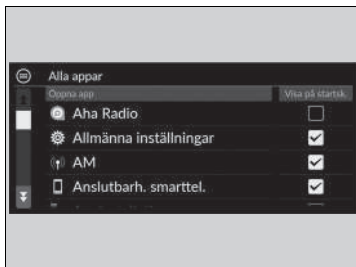 Alla appar
Öppna app Visa på startsk.
Aha Radio
Allmänna inställningar
AM
Anslutbarh. smarttel.